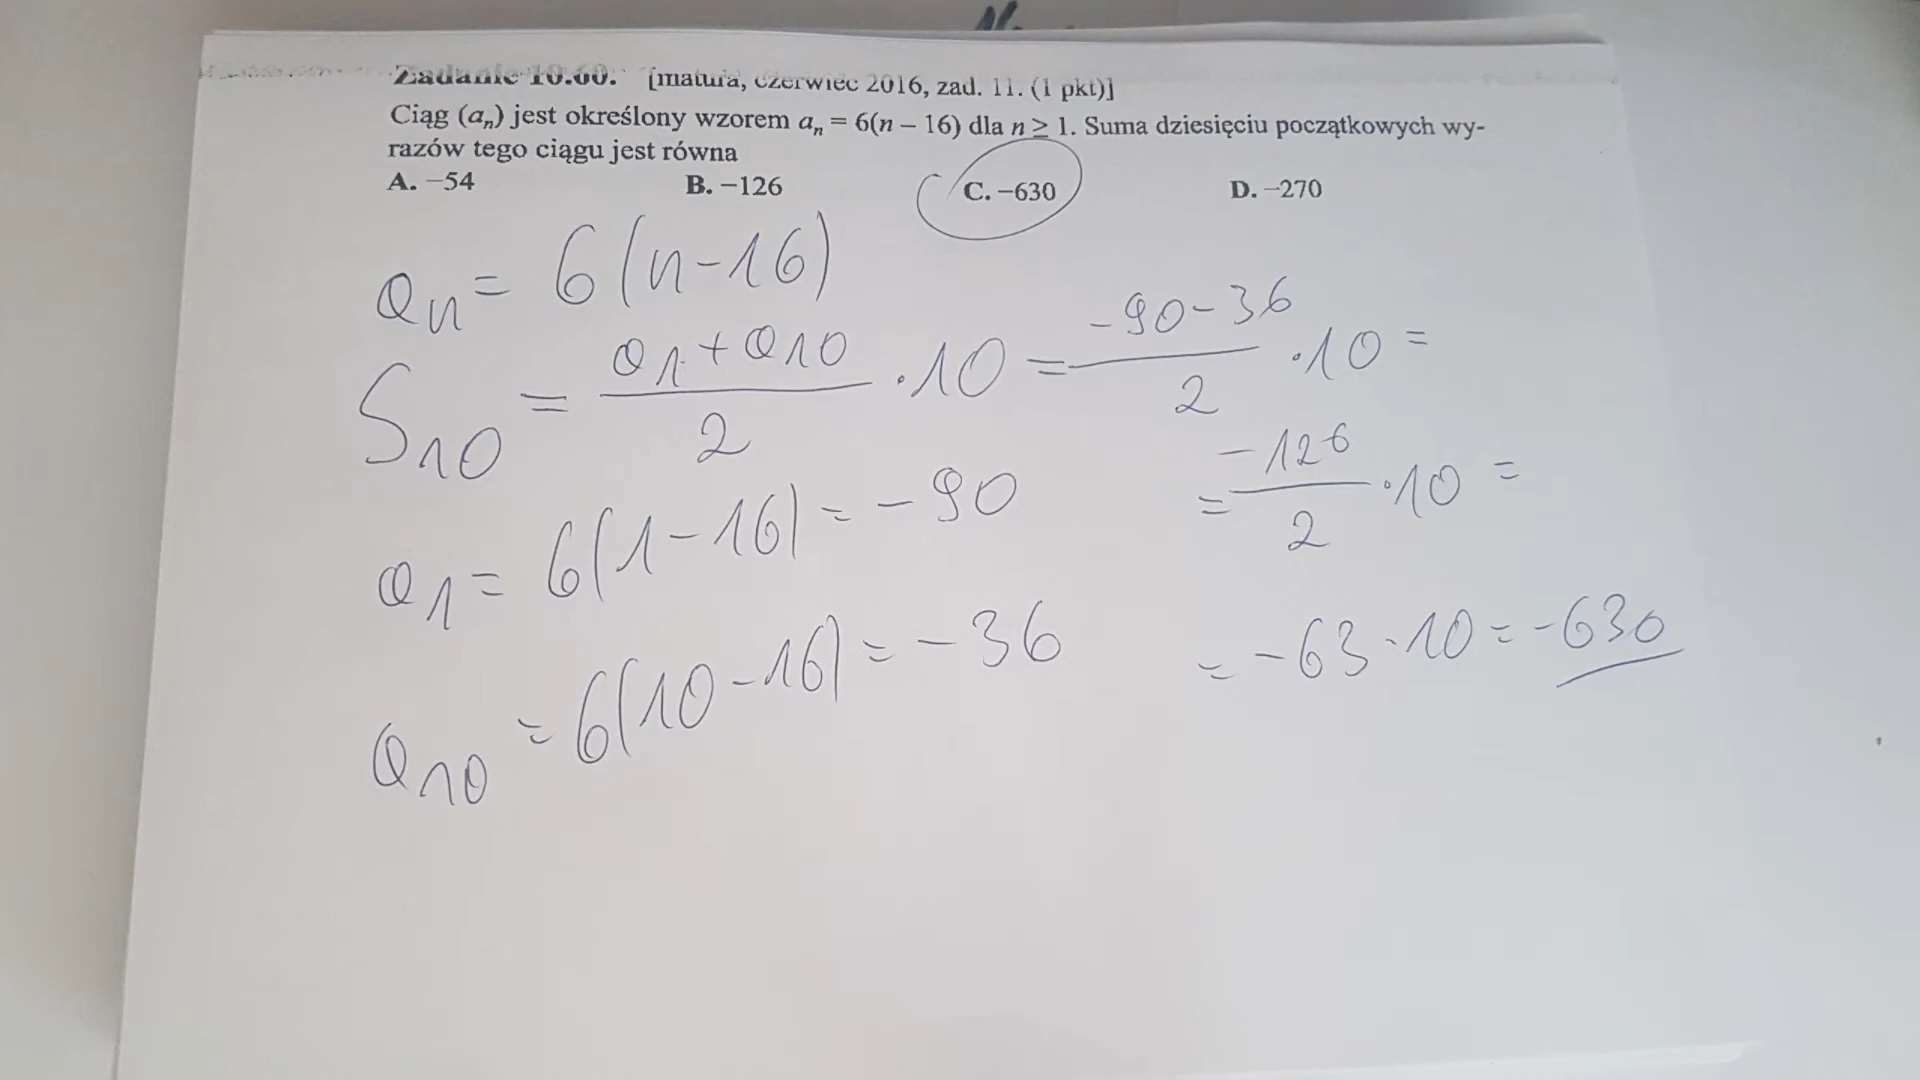 Zadanie 10.60. [matura, czerwiec 2016, zad. 11. (1 pkt)]
Ciąg (aₙ) jest określony wzorem aₙ = 6(n – 16) dla n ≥ 1. Suma dziesięciu początkowych wy-
razów tego ciągu jest równa
A. –54 B. –126 C. –630 D. –270
aₙ = 6(n-16)
S₁₀ = (a₁ + a₁₀)/2 · 10 = (-90-36)/2 · 10 =
= -126/2 · 10 =
a₁ = 6(1-16) = -90
= -63 · 10 = -630
a₁₀ = 6(10-16) = -36